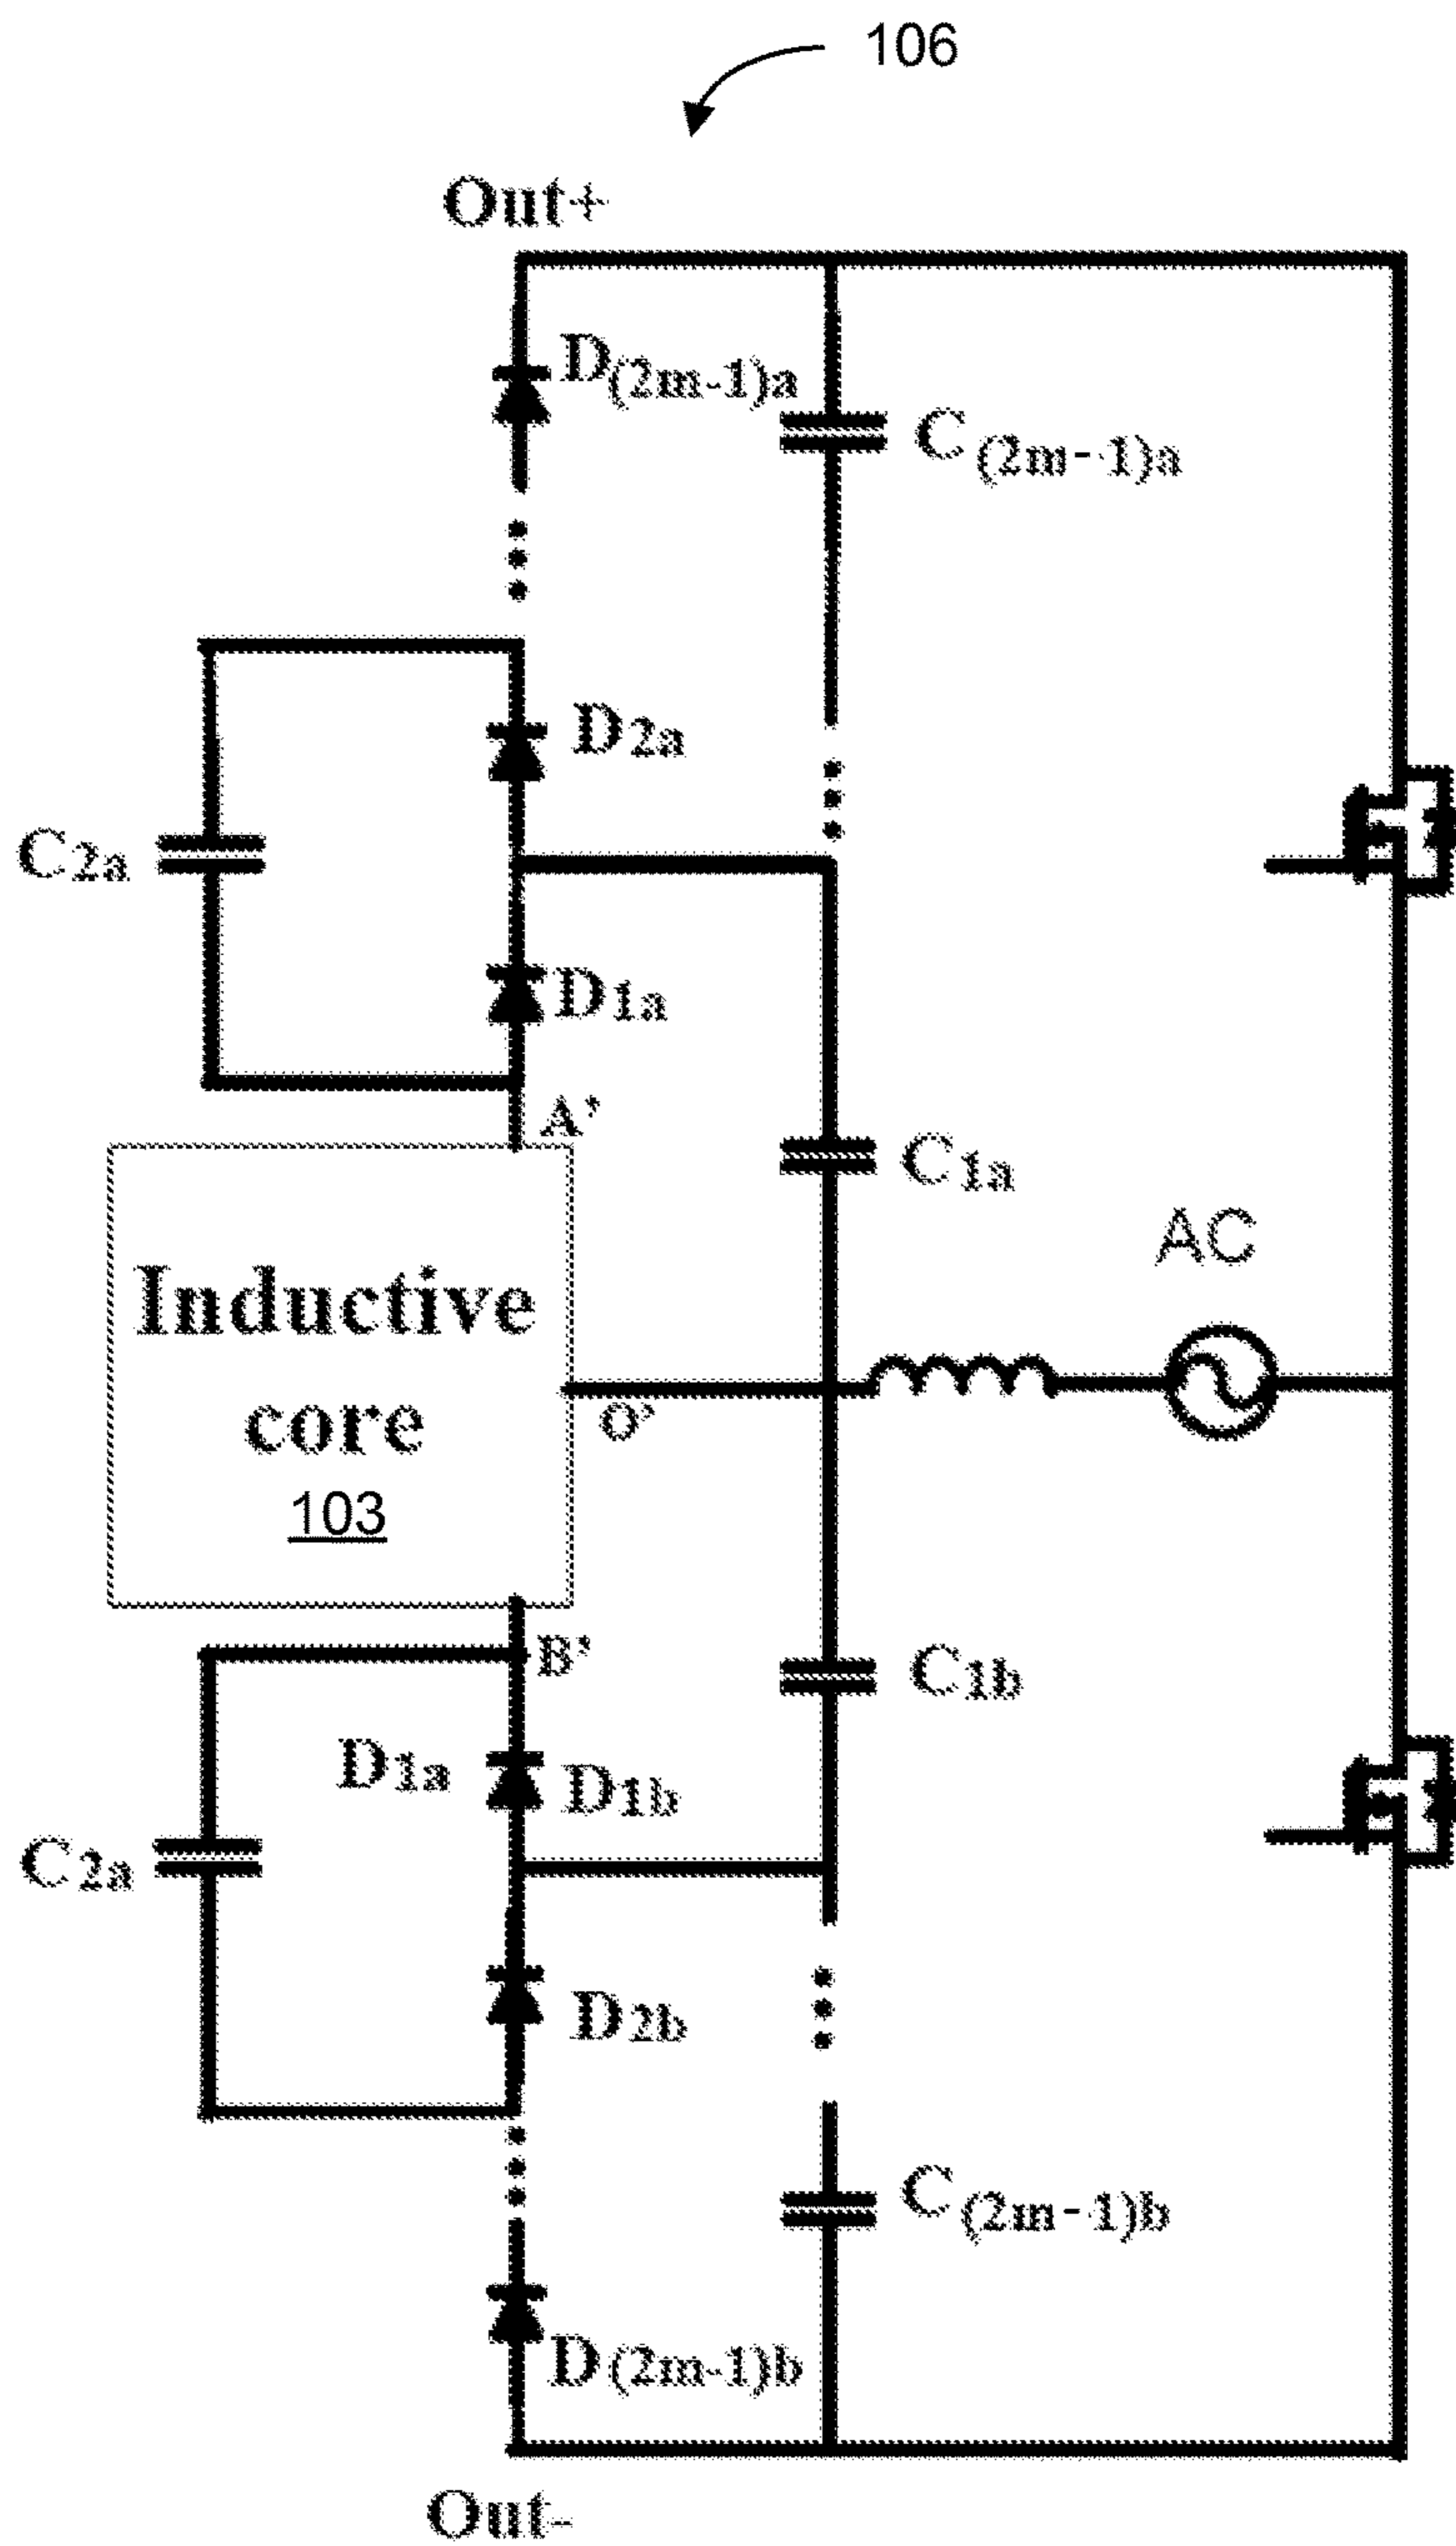 106
Out+
D(2m-1)a
C(2m-1)a
D2a
C2a
D1a
A’
C1a
AC
Inductive
core
O’
103
B’
C1b
D1a
D1b
C2a
D2b
C(2m-1)b
D(2m-1)b
Out-